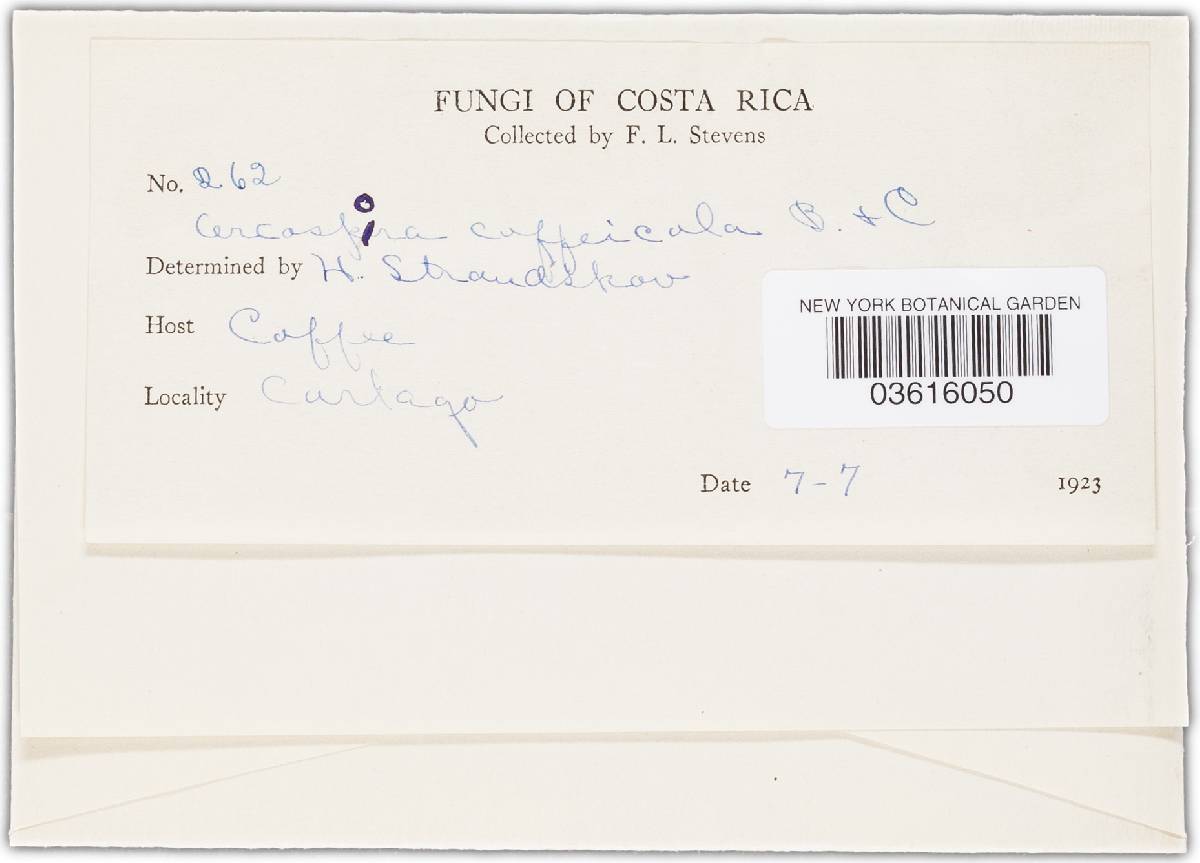 FUNGI OF COSTA RICA
Collected by F. L. Stevens
No. 262
Cercospora coffeicola B. & C
Determined by H. Strandskov
Host Coffee
Locality Cartago
NEW YORK BOTANICAL GARDEN
03616050
Date 7-7 1923